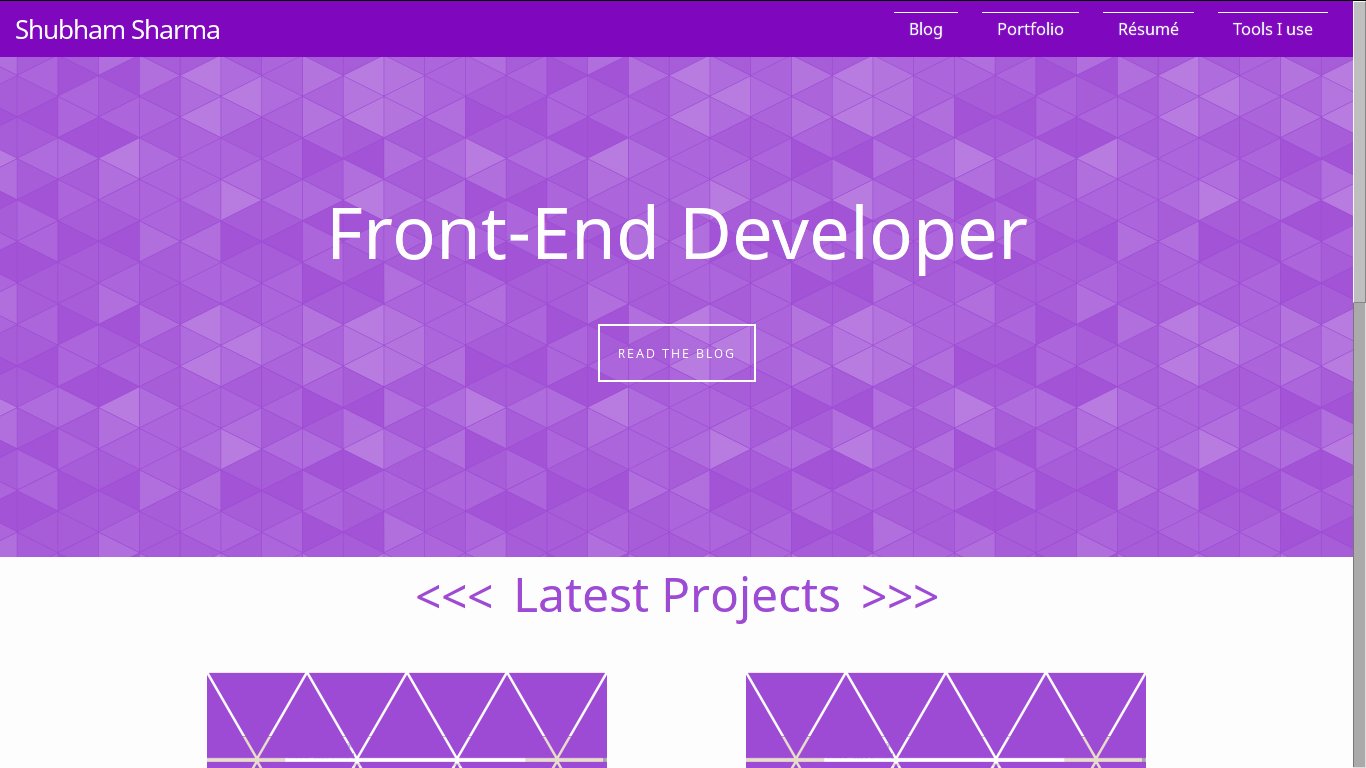 Shubham Sharma
Blog Portfolio Résumé Tools I use
Front-End Developer
READ THE BLOG
<<< Latest Projects >>>